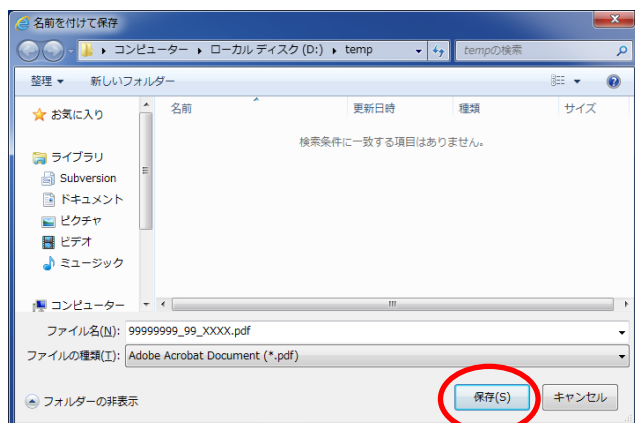 名前を付けて保存
コンピューター ▸ ローカル ディスク (D:) ▸ temp
tempの検索
整理 ▼ 新しいフォルダー
お気に入り
名前 更新日時 種類 サイズ
検索条件に一致する項目はありません。
ライブラリ
Subversion
ドキュメント
ピクチャ
ビデオ
ミュージック
コンピューター
ファイル名(N): 99999999_99_XXXX.pdf
ファイルの種類(T): Adobe Acrobat Document (*.pdf)
フォルダーの非表示
保存(S) キャンセル